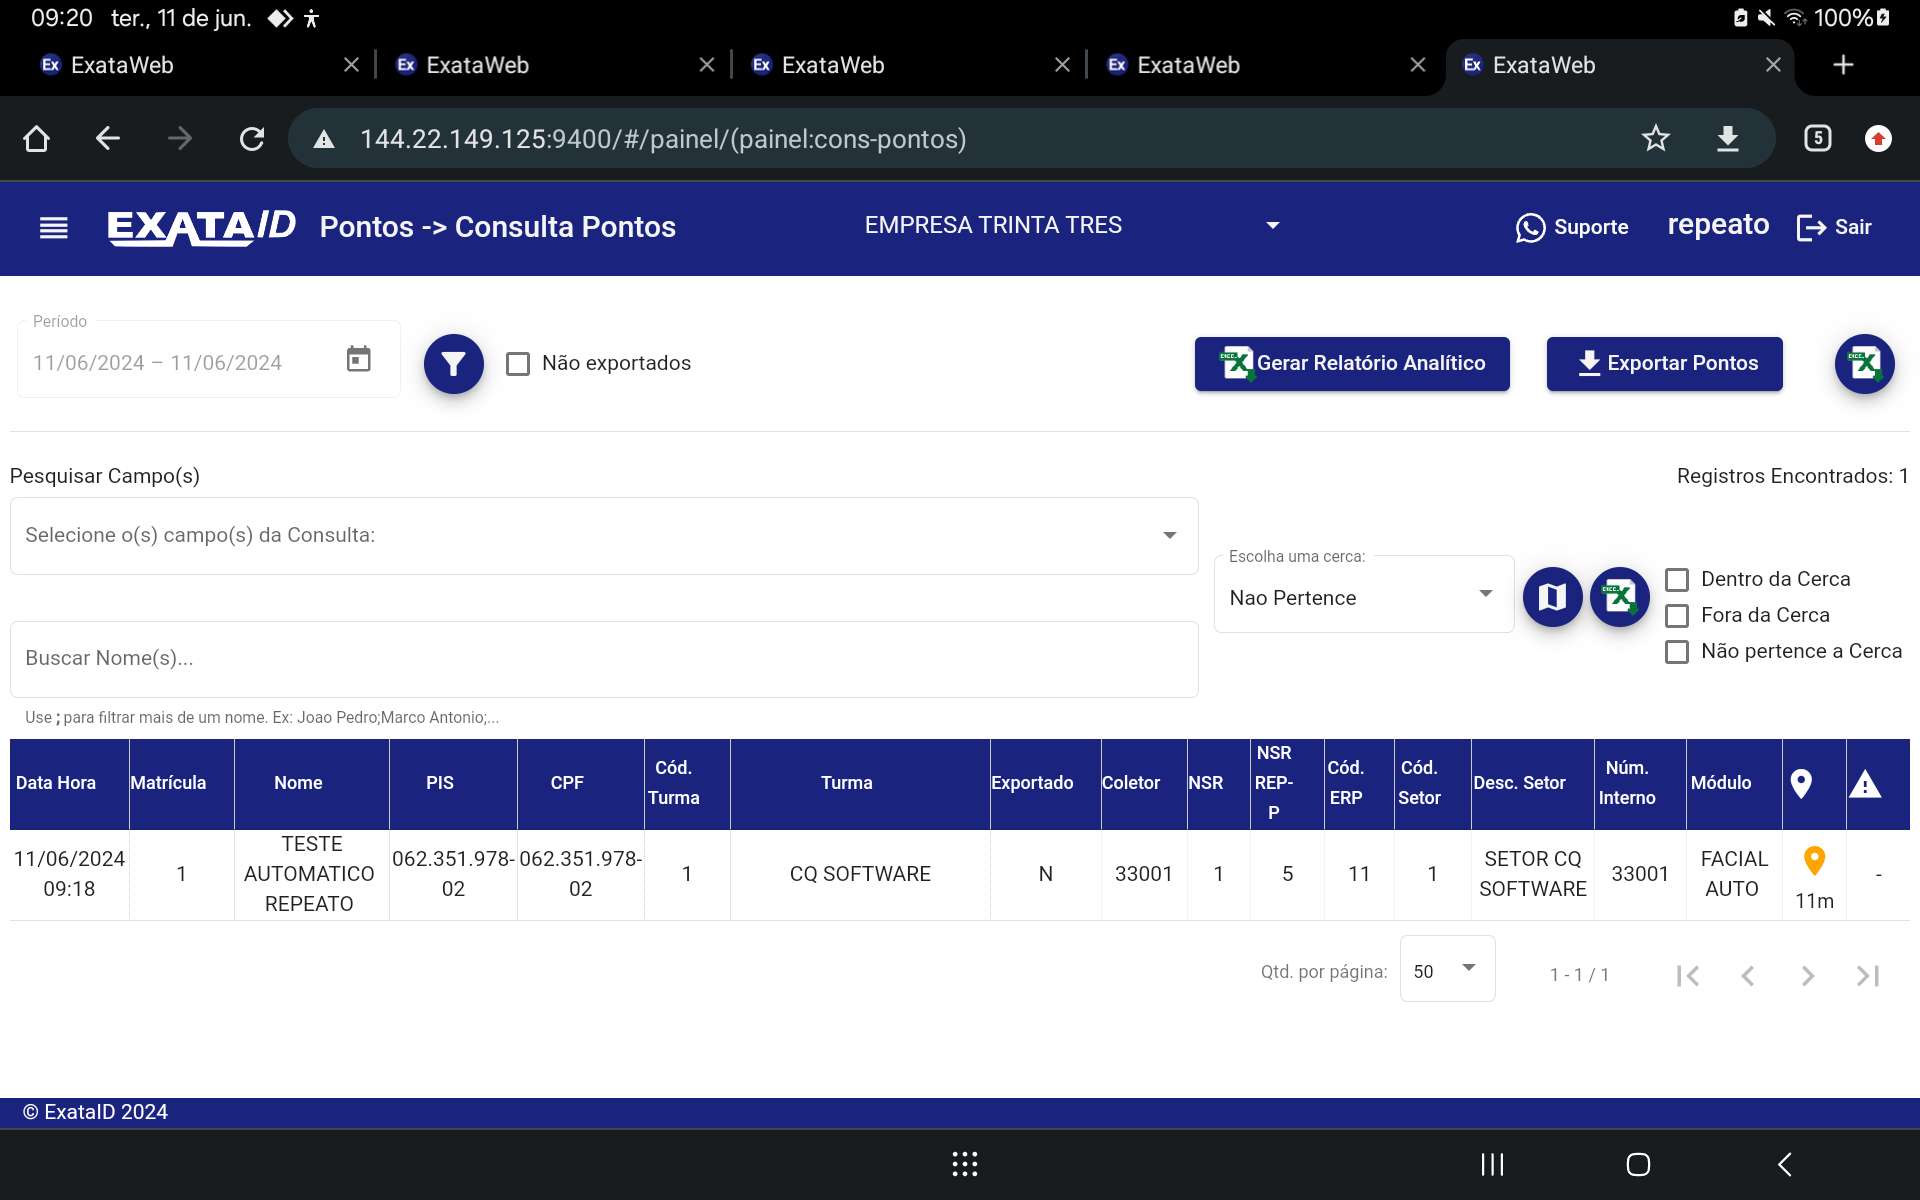 09:20 ter., 11 de jun. 100%
Ex ExataWeb Ex ExataWeb Ex ExataWeb Ex ExataWeb Ex ExataWeb
144.22.149.125:9400/#/painel/(painel:cons-pontos) 5
EXATAID Pontos -> Consulta Pontos EMPRESA TRINTA TRES Suporte repeato Sair
Período
11/06/2024 – 11/06/2024 Não exportados Gerar Relatório Analítico Exportar Pontos
Pesquisar Campo(s) Registros Encontrados: 1
Selecione o(s) campo(s) da Consulta:
Escolha uma cerca:
Nao Pertence
Dentro da Cerca
Fora da Cerca
Não pertence a Cerca
Buscar Nome(s)...
Use ; para filtrar mais de um nome. Ex: Joao Pedro;Marco Antonio;...
Data Hora Matrícula Nome PIS CPF Cód. Turma Turma Exportado Coletor NSR NSR REP-P Cód. ERP Cód. Setor Desc. Setor Núm. Interno Módulo
11/06/2024 09:18 1 TESTE AUTOMATICO REPEATO 062.351.978-02 062.351.978-02 1 CQ SOFTWARE N 33001 1 5 11 1 SETOR CQ SOFTWARE 33001 FACIAL AUTO 11m -
Qtd. por página: 50 1 - 1 / 1
© ExataID 2024